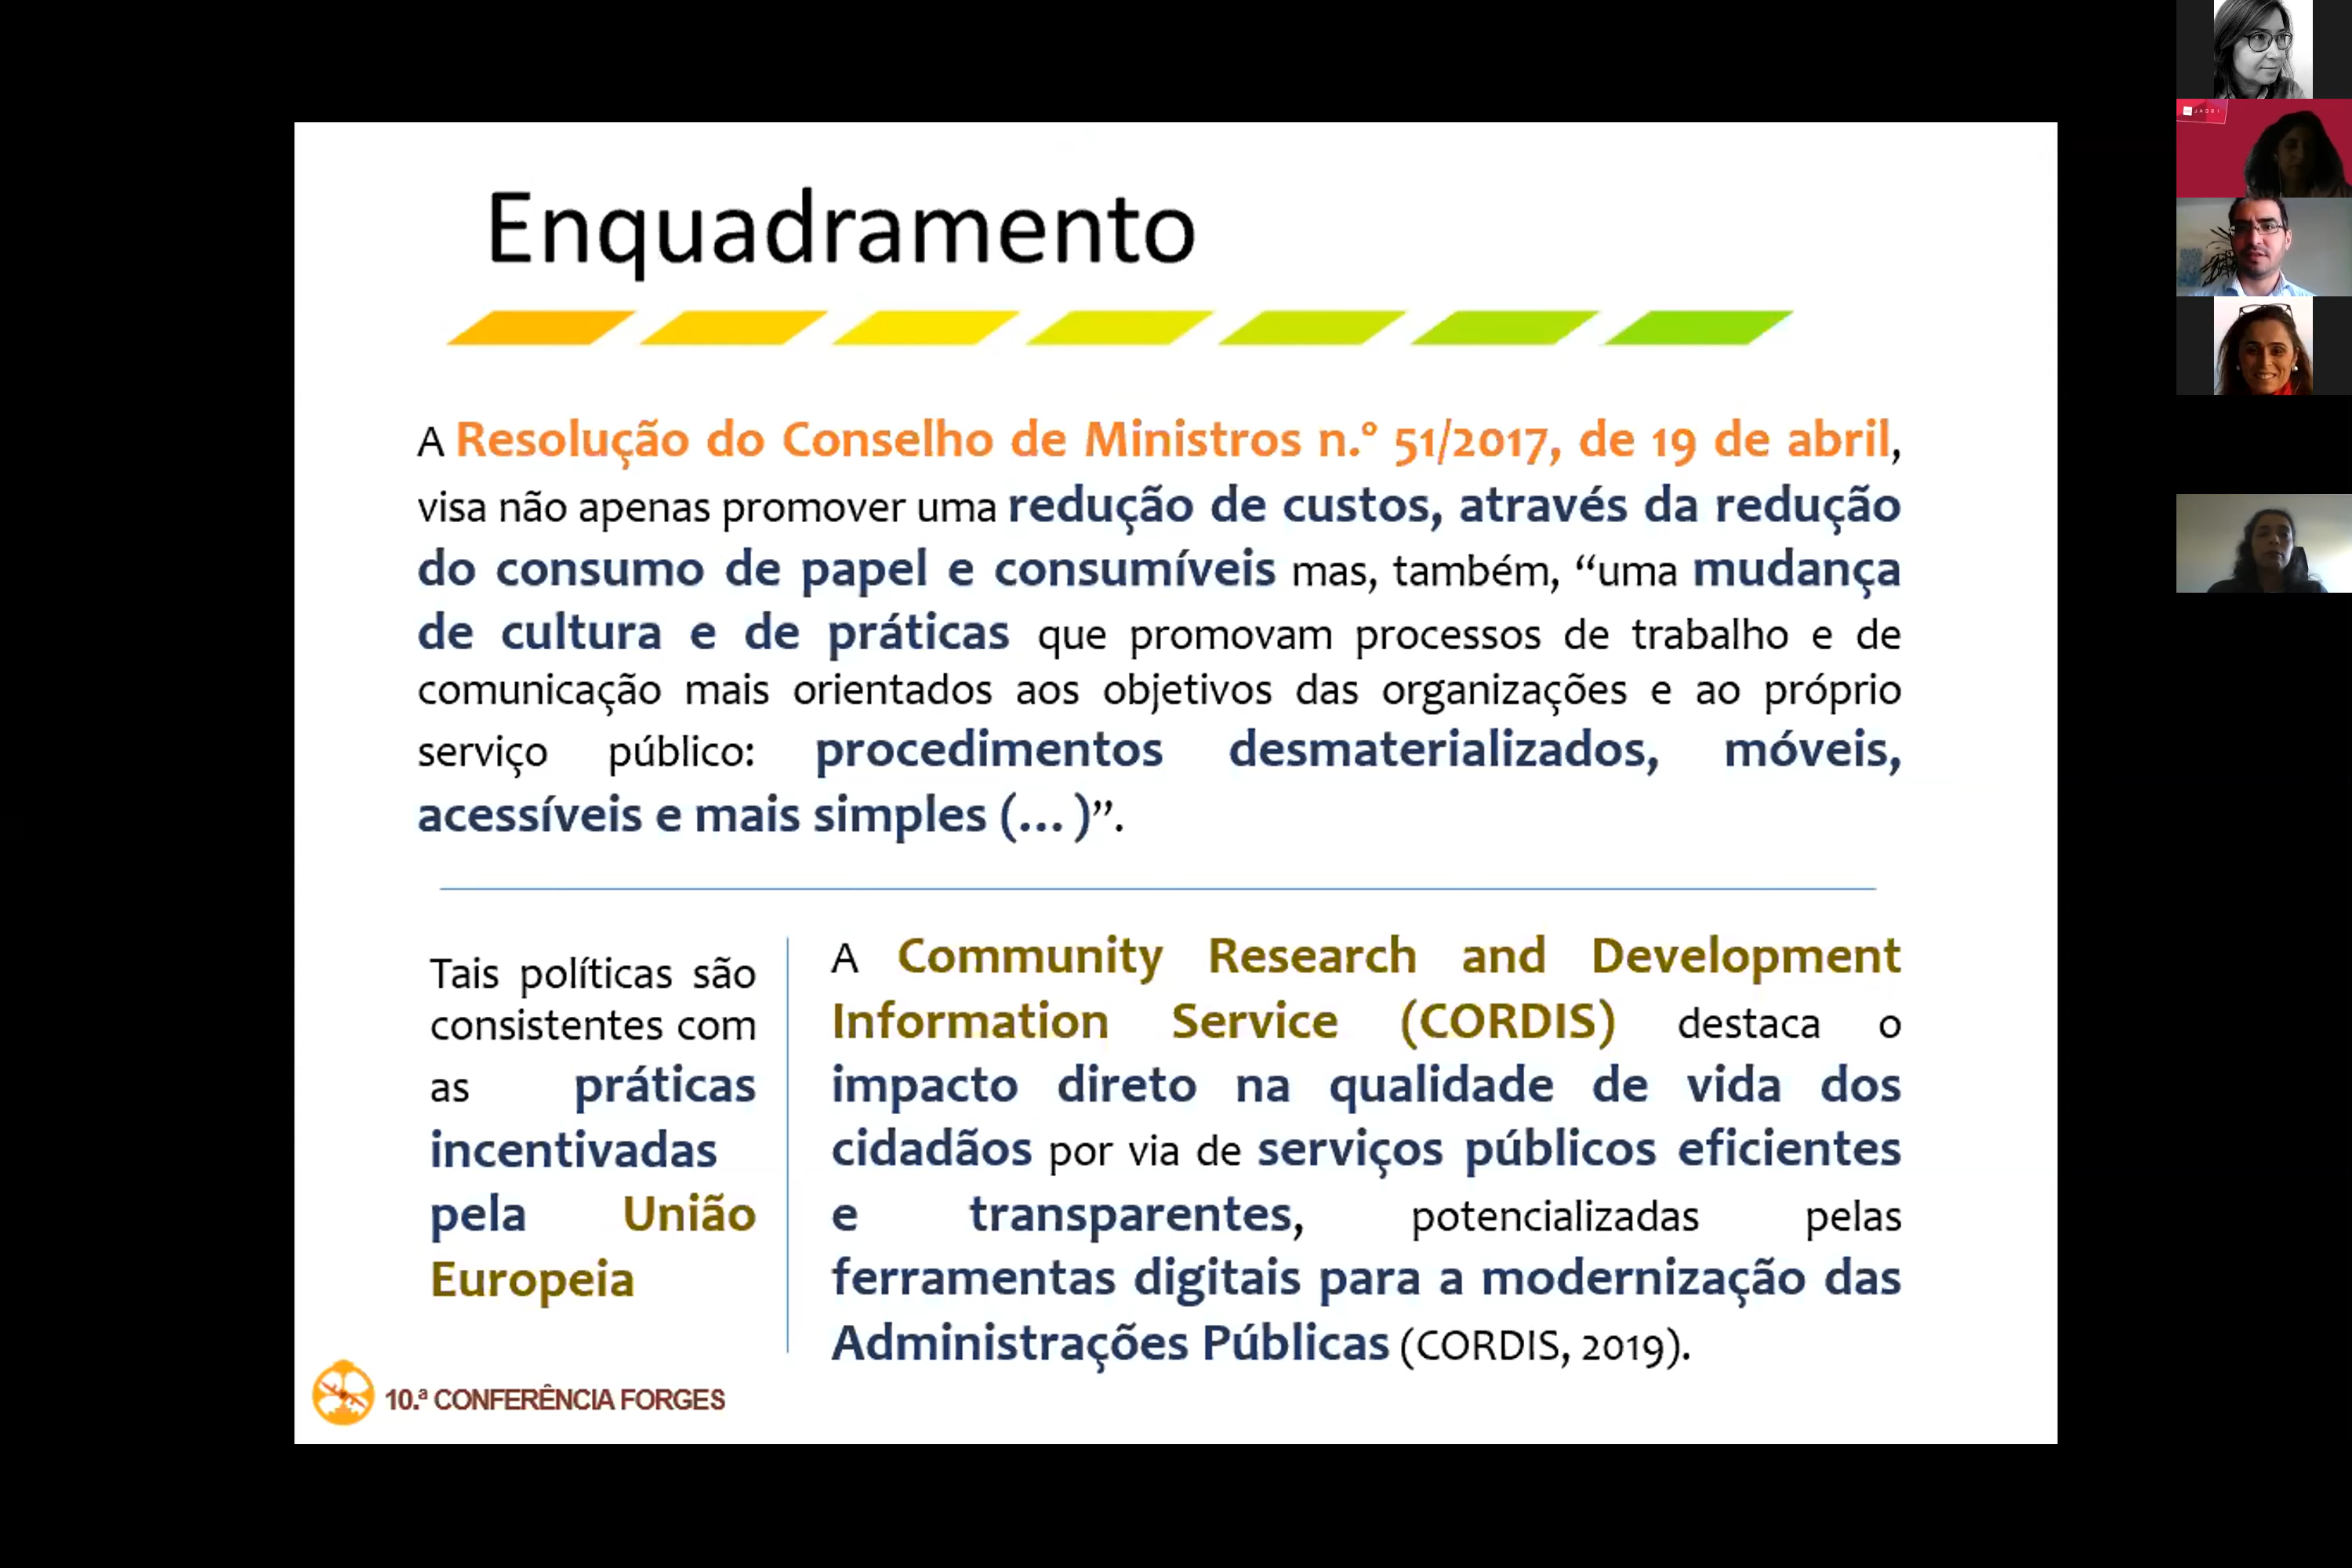 Enquadramento
A Resolução do Conselho de Ministros n.º 51/2017, de 19 de abril,
visa não apenas promover uma redução de custos, através da redução
do consumo de papel e consumíveis mas, também, “uma mudança
de cultura e de práticas que promovam processos de trabalho e de
comunicação mais orientados aos objetivos das organizações e ao próprio
serviço público: procedimentos desmaterializados, móveis,
acessíveis e mais simples (... )”.
Tais políticas são
consistentes com
as práticas
incentivadas
pela União
Europeia
A Community Research and Development
Information Service (CORDIS) destaca o
impacto direto na qualidade de vida dos
cidadãos por via de serviços públicos eficientes
e transparentes, potencializadas pelas
ferramentas digitais para a modernização das
Administrações Públicas (CORDIS, 2019).
10.ª CONFERÊNCIA FORGES